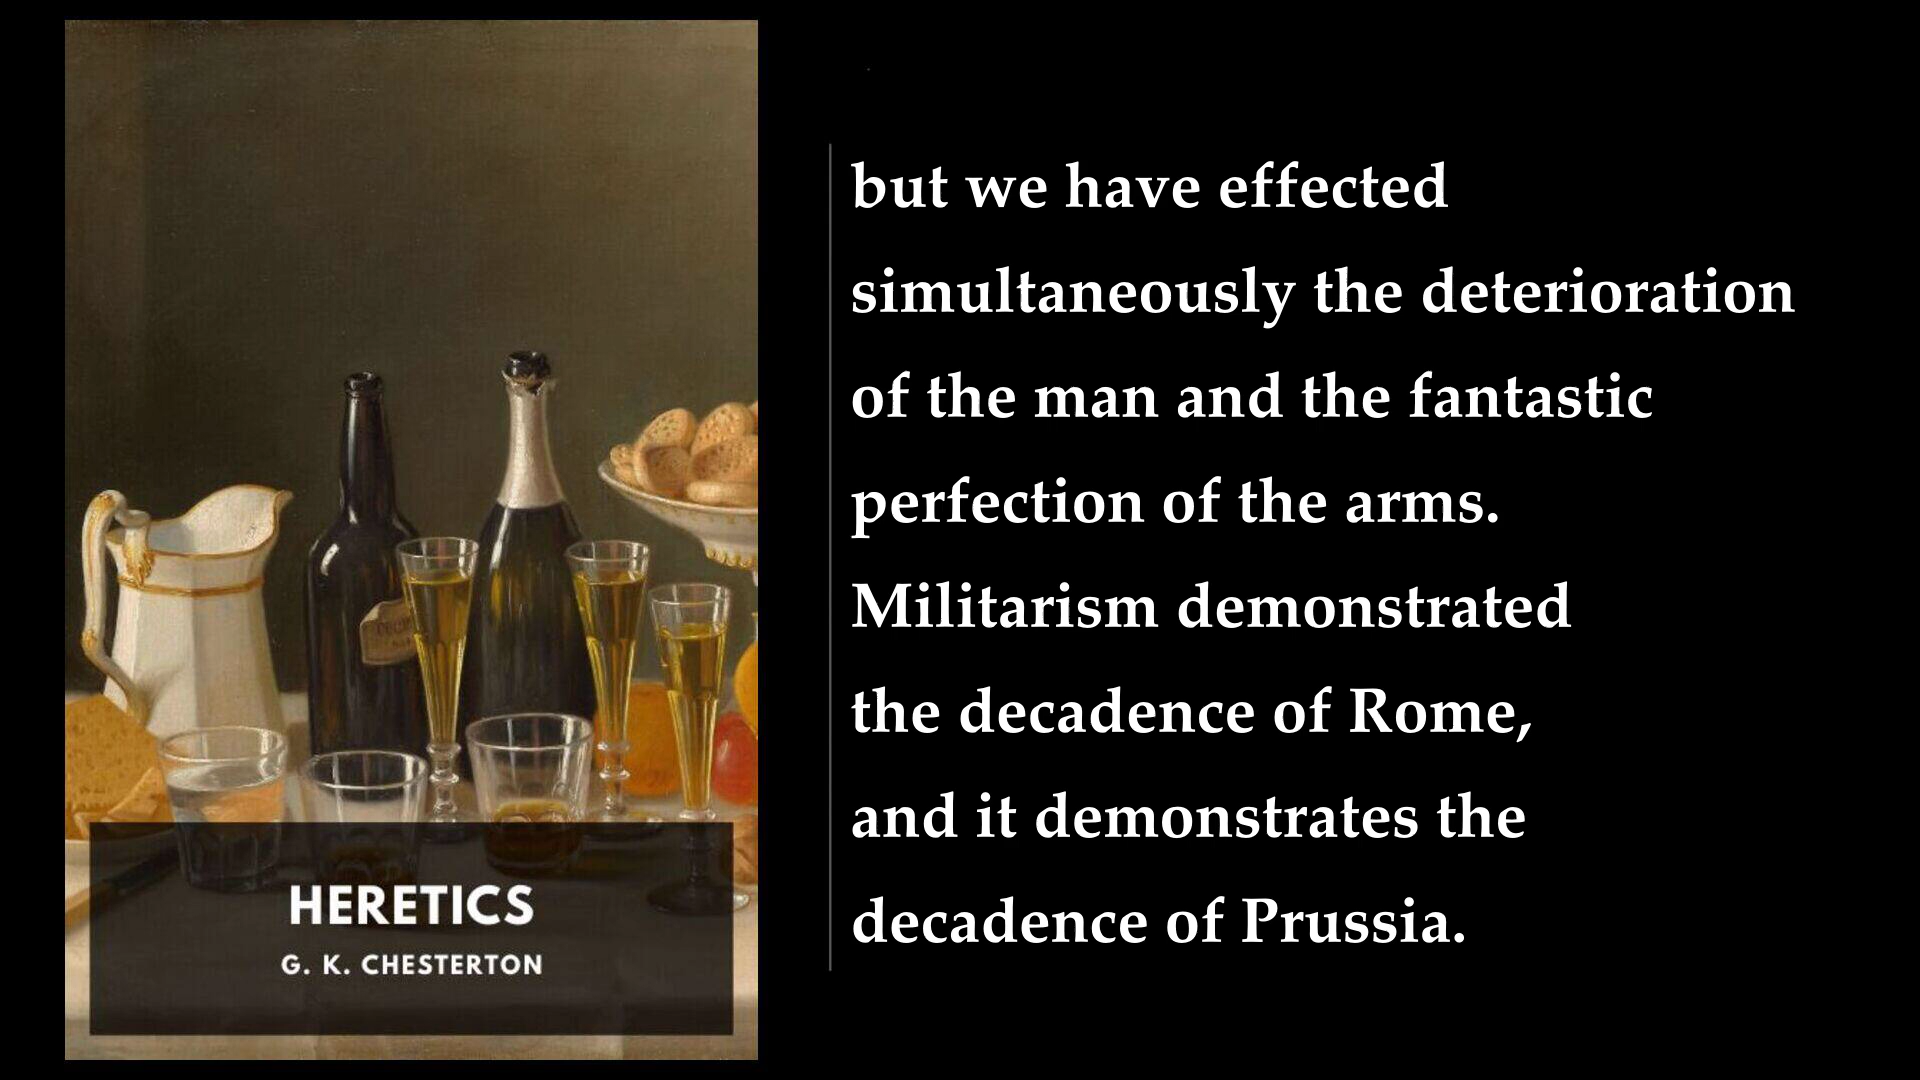 but we have effected
simultaneously the deterioration
of the man and the fantastic
perfection of the arms.
Militarism demonstrated
the decadence of Rome,
and it demonstrates the
decadence of Prussia.
HERETICS
G. K. CHESTERTON